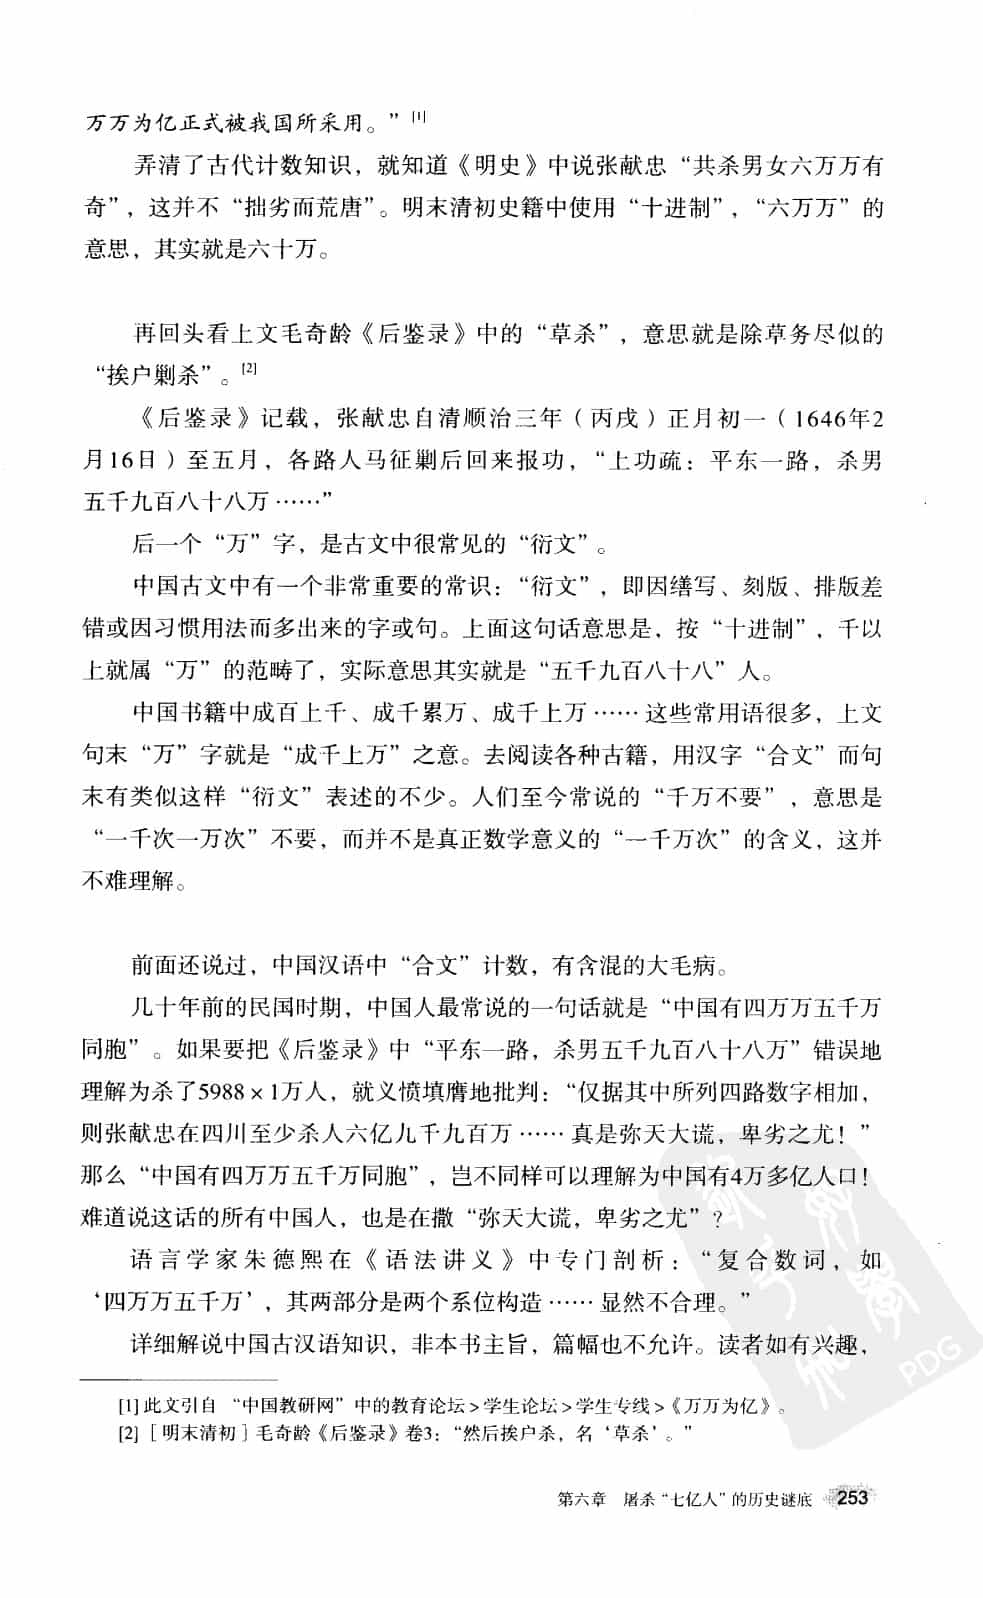 万万为亿正式被我国所采用。”[1]
弄清了古代计数知识，就知道《明史》中说张献忠“共杀男女六万万有
奇”，这并不“拙劣而荒唐”。明末清初史籍中使用“十进制”，“六万万”的
意思，其实就是六十万。
再回头看上文毛奇龄《后鉴录》中的“草杀”，意思就是除草务尽似的
“挨户剿杀”。[2]
《后鉴录》记载，张献忠自清顺治三年（丙戌）正月初一（1646年2
月16日）至五月，各路人马征剿后回来报功，“上功疏：平东一路，杀男
五千九百八十八万……”
后一个“万”字，是古文中很常见的“衍文”。
中国古文中有一个非常重要的常识：“衍文”，即因缮写、刻版、排版差
错或因习惯用法而多出来的字或句。上面这句话意思是，按“十进制”，千以
上就属“万”的范畴了，实际意思其实就是“五千九百八十八”人。
中国书籍中成百上千、成千累万、成千上万……这些常用语很多，上文
句末“万”字就是“成千上万”之意。去阅读各种古籍，用汉字“合文”而句
末有类似这样“衍文”表述的不少。人们至今常说的“千万不要”，意思是
“一千次一万次”不要，而并不是真正数学意义的“一千万次”的含义，这并
不难理解。
前面还说过，中国汉语中“合文”计数，有含混的大毛病。
几十年前的民国时期，中国人最常说的一句话就是“中国有四万万五千万
同胞”。如果要把《后鉴录》中“平东一路，杀男五千九百八十八万”错误地
理解为杀了5988×1万人，就义愤填膺地批判：“仅据其中所列四路数字相加，
则张献忠在四川至少杀人六亿九千九百万……真是弥天大谎，卑劣之尤！”
那么“中国有四万万五千万同胞”，岂不同样可以理解为中国有4万多亿人口！
难道说这话的所有中国人，也是在撒“弥天大谎，卑劣之尤”？
语言学家朱德熙在《语法讲义》中专门剖析：“复合数词，如
‘四万万五千万’，其两部分是两个系位构造……显然不合理。”
详细解说中国古汉语知识，非本书主旨，篇幅也不允许。读者如有兴趣，
[1]此文引自 “中国教研网”中的教育论坛>学生论坛>学生专线>《万万为亿》。
[2]［明末清初］毛奇龄《后鉴录》卷3：“然后挨户杀，名‘草杀’。”
第六章 屠杀“七亿人”的历史谜底 253
PDG